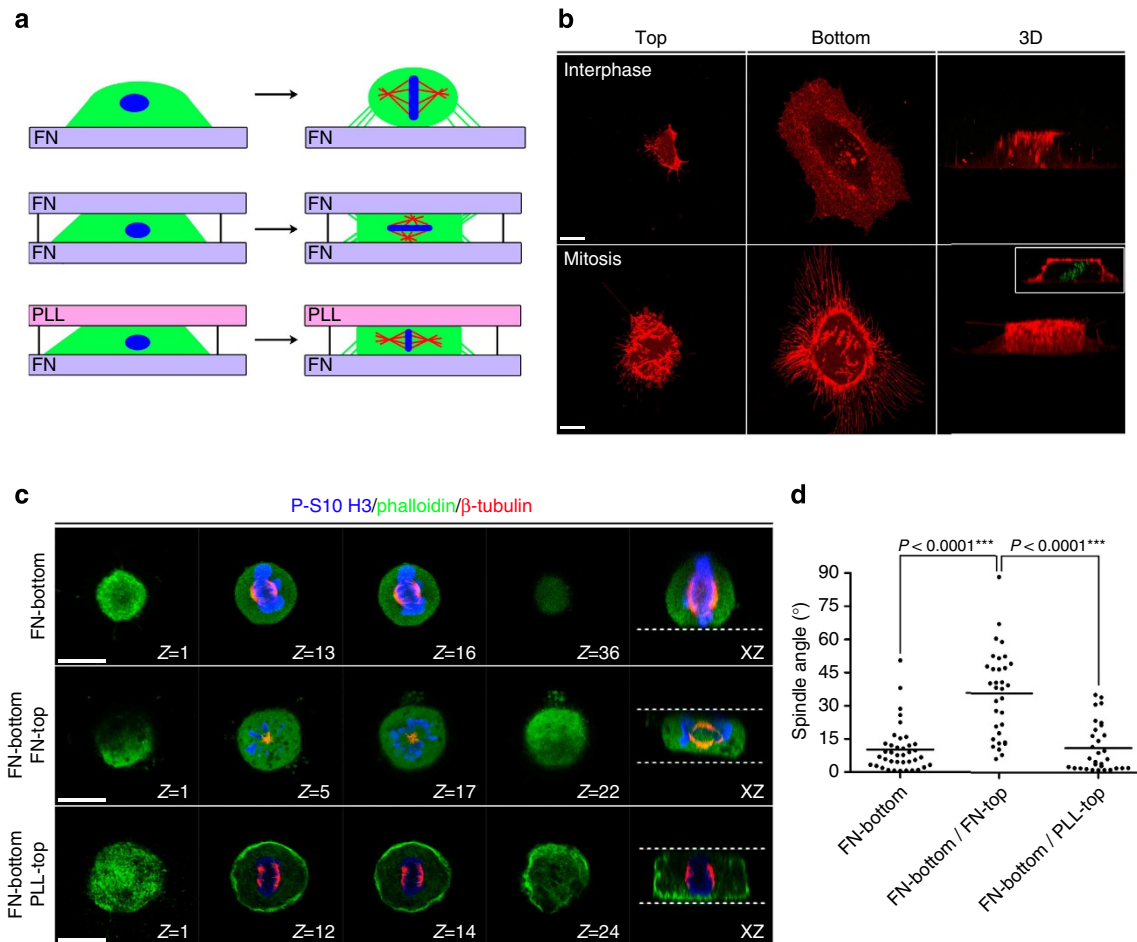 a
FN
FN
FN
FN
FN
FN
PLL
PLL
FN
FN
b
Top
Bottom
3D
Interphase
Mitosis
c
P-S10 H3/phalloidin/β-tubulin
FN-bottom
Z=1
Z=13
Z=16
Z=36
XZ
FN-bottom
FN-top
Z=1
Z=5
Z=17
Z=22
XZ
FN-bottom
PLL-top
Z=1
Z=12
Z=14
Z=24
XZ
d
P < 0.0001*** P < 0.0001***
Spindle angle (°)
90
75
60
45
30
15
0
FN-bottom
FN-bottom / FN-top
FN-bottom / PLL-top